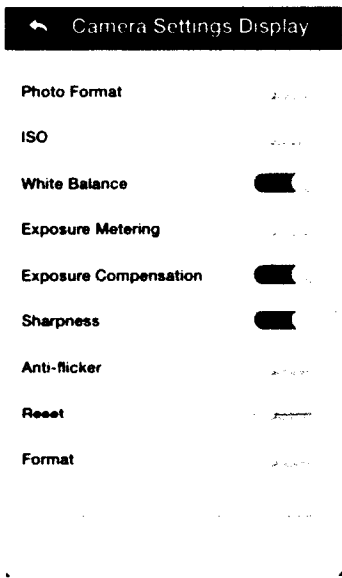 Camera Settings Display
Photo Format
ISO
White Balance
Exposure Metering
Exposure Compensation
Sharpness
Anti-flicker
Reset
Format